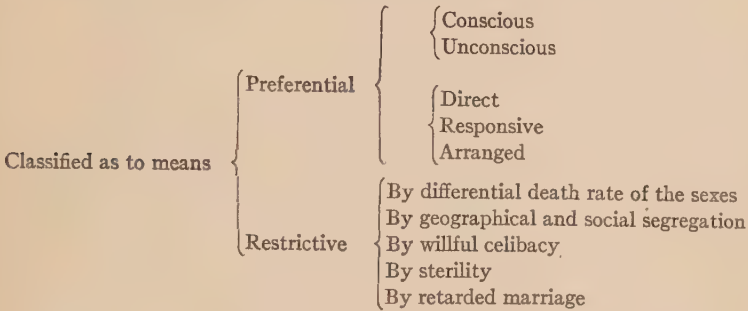 Conscious
Unconscious
Preferential
Direct
Responsive
Arranged
Classified as to means
By differential death rate of the sexes
By geographical and social segregation
Restrictive
By willful celibacy
By sterility
By retarded marriage